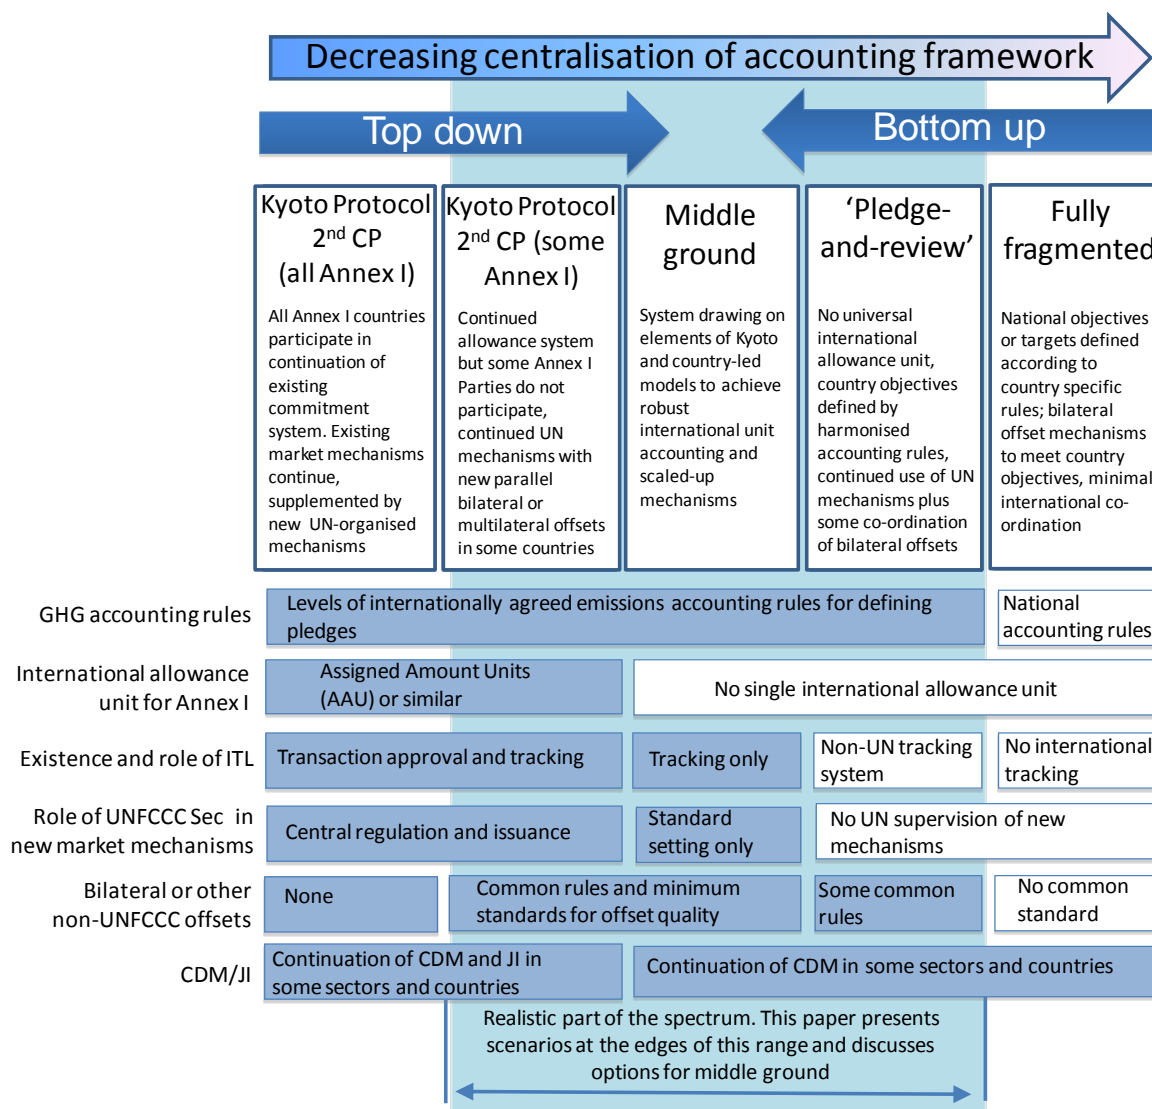 Decreasing centralisation of accounting framework
Top down
Bottom up
Kyoto Protocol
2nd CP
(all Annex I)
All Annex I countries
participate in
continuation of
existing
commitment
system. Existing
market mechanisms
continue,
supplemented by
new UN-organised
mechanisms
Kyoto Protocol
2nd CP (some
Annex I)
Continued
allowance system
but some Annex I
Parties do not
participate,
continued UN
mechanisms with
new parallel
bilateral or
multilateral offsets
in some countries
Middle
ground
System drawing on
elements of Kyoto
and country-led
models to achieve
robust
international unit
accounting and
scaled-up
mechanisms
‘Pledge-
and-review’
No universal
international
allowance unit,
country objectives
defined by
harmonised
accounting rules,
continued use of UN
mechanisms plus
some co-ordination
of bilateral offsets
Fully
fragmented
National objectives
or targets defined
according to
country specific
rules; bilateral
offset mechanisms
to meet country
objectives, minimal
international co-
ordination
GHG accounting rules
Levels of internationally agreed emissions accounting rules for defining
pledges
National
accounting rules
International allowance
unit for Annex I
Assigned Amount Units
(AAU) or similar
No single international allowance unit
Existence and role of ITL
Transaction approval and tracking
Tracking only
Non-UN tracking
system
No international
tracking
Role of UNFCCC Sec in
new market mechanisms
Central regulation and issuance
Standard
setting only
No UN supervision of new
mechanisms
Bilateral or other
non-UNFCCC offsets
None
Common rules and minimum
standards for offset quality
Some common
rules
No common
standard
CDM/JI
Continuation of CDM and JI in
some sectors and countries
Continuation of CDM in some sectors and countries
Realistic part of the spectrum. This paper presents
scenarios at the edges of this range and discusses
options for middle ground